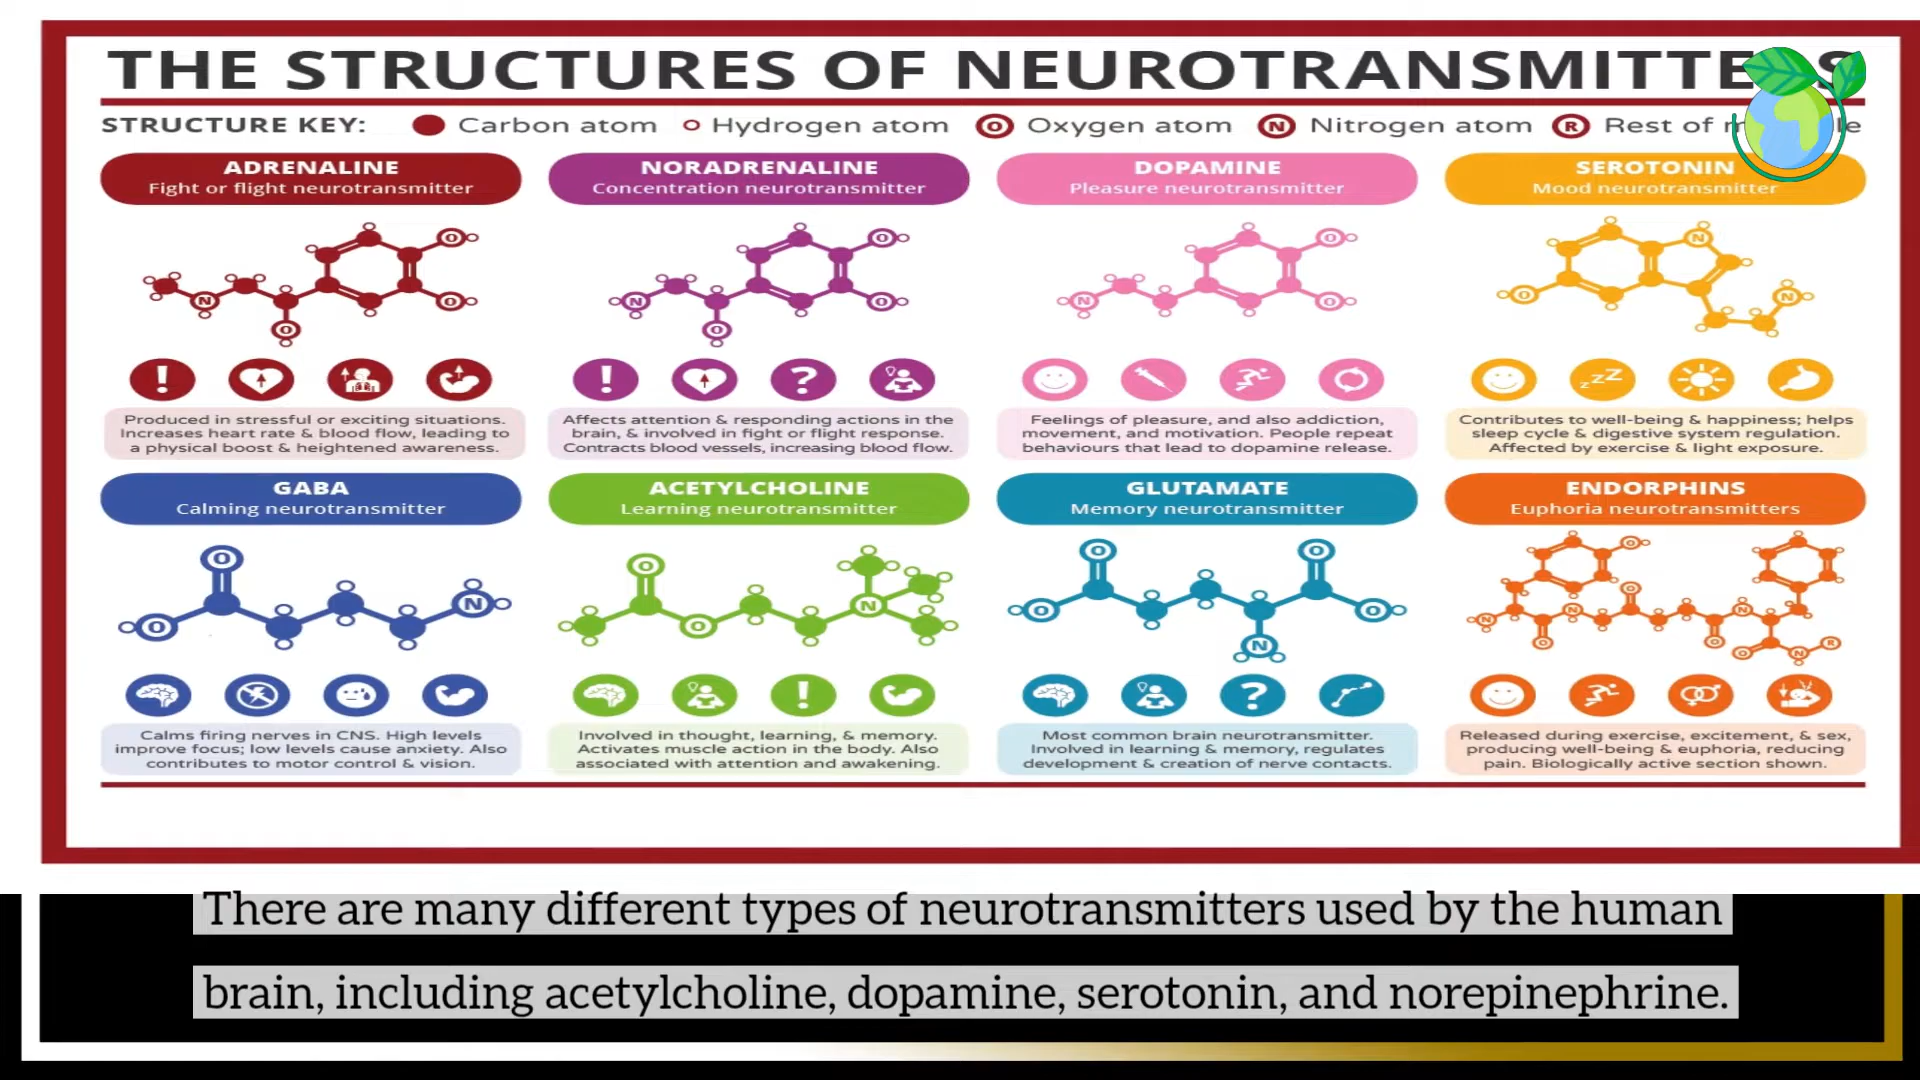 THE STRUCTURES OF NEUROTRANSMITTERS
STRUCTURE KEY: Carbon atom Hydrogen atom O Oxygen atom N Nitrogen atom R Rest of
ADRENALINE
Fight or flight neurotransmitter
Produced in stressful or exciting situations.
Increases heart rate & blood flow, leading to
a physical boost & heightened awareness.
NORADRENALINE
Concentration neurotransmitter
Affects attention & responding actions in the
brain, & involved in fight or flight response.
Contracts blood vessels, increasing blood flow.
DOPAMINE
Pleasure neurotransmitter
Feelings of pleasure, and also addiction,
movement, and motivation. People repeat
behaviours that lead to dopamine release.
SEROTONIN
Mood neurotransmitter
Contributes to well-being & happiness; helps
sleep cycle & digestive system regulation.
Affected by exercise & light exposure.
GABA
Calming neurotransmitter
Calms firing nerves in CNS. High levels
improve focus; low levels cause anxiety. Also
contributes to motor control & vision.
ACETYLCHOLINE
Learning neurotransmitter
Involved in thought, learning, & memory.
Activates muscle action in the body. Also
associated with attention and awakening.
GLUTAMATE
Memory neurotransmitter
Most common brain neurotransmitter.
Involved in learning & memory, regulates
development & creation of nerve contacts.
ENDORPHINS
Euphoria neurotransmitters
Released during exercise, excitement, & sex,
producing well-being & euphoria, reducing
pain. Biologically active section shown.
There are many different types of neurotransmitters used by the human
brain, including acetylcholine, dopamine, serotonin, and norepinephrine.